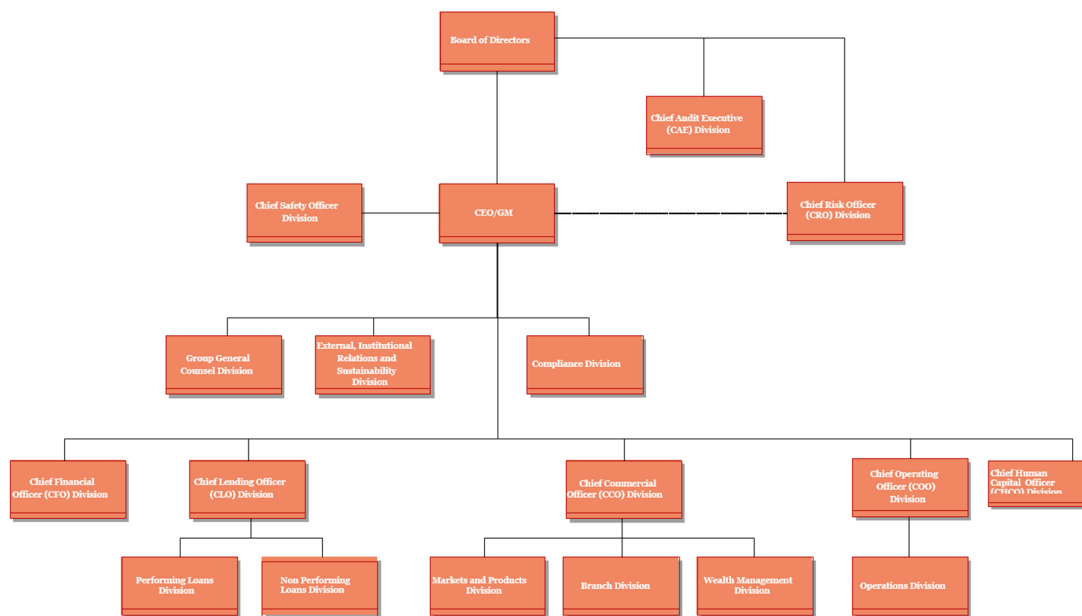 Board of Directors
Chief Audit Executive
(CAE) Division
Chief Safety Officer
Division
CEO/GM
Chief Risk Officer
(CRO) Division
Group General
Counsel Division
External, Institutional
Relations and
Sustainability
Division
Compliance Division
Chief Financial
Officer (CFO) Division
Chief Lending Officer
(CLO) Division
Chief Commercial
Officer (CCO) Division
Chief Operating
Officer (COO)
Division
Chief Human
Capital Officer
(CHCO) Division
Performing Loans
Division
Non Performing
Loans Division
Markets and Products
Division
Branch Division
Wealth Management
Division
Operations Division